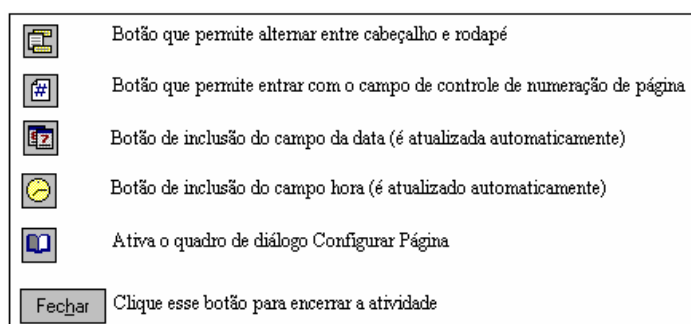 Botão que permite alternar entre cabeçalho e rodapé
# Botão que permite entrar com o campo de controle de numeração de página
Botão de inclusão do campo da data (é atualizada automaticamente)
Botão de inclusão do campo hora (é atualizado automaticamente)
Ativa o quadro de diálogo Configurar Página
Fechar Clique esse botão para encerrar a atividade